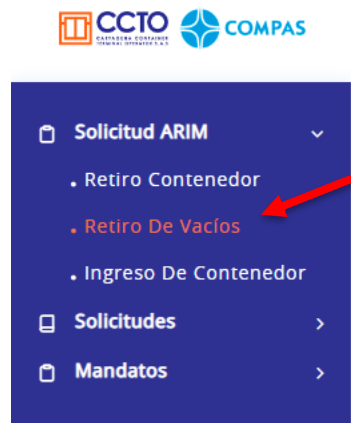 CCTO COMPAS
CARTAGENA CONTAINER
TERMINAL OPERATOR S.A.S
Solicitud ARIM
Retiro Contenedor
Retiro De Vacíos
Ingreso De Contenedor
Solicitudes
Mandatos